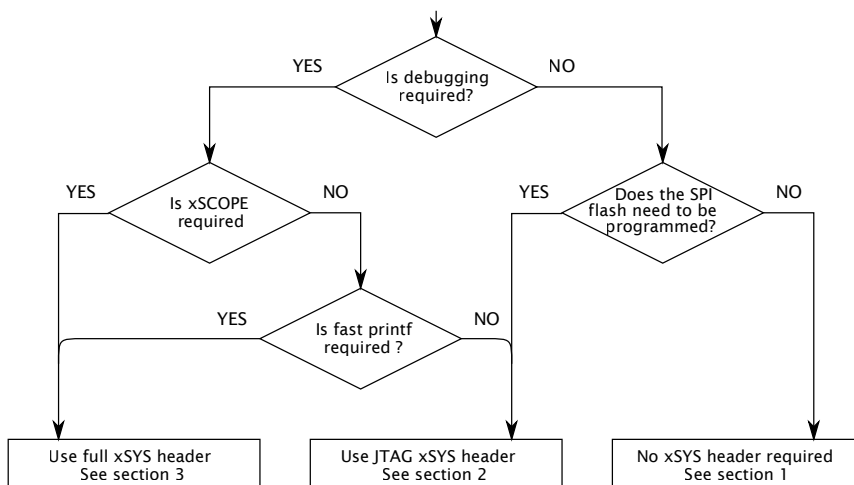 YES
Is debugging
required?
NO
YES
Is xSCOPE
required
NO
YES
Does the SPI
flash need to be
programmed?
NO
YES
Is fast printf
required ?
NO
Use full xSYS header
See section 3
Use JTAG xSYS header
See section 2
No xSYS header required
See section 1